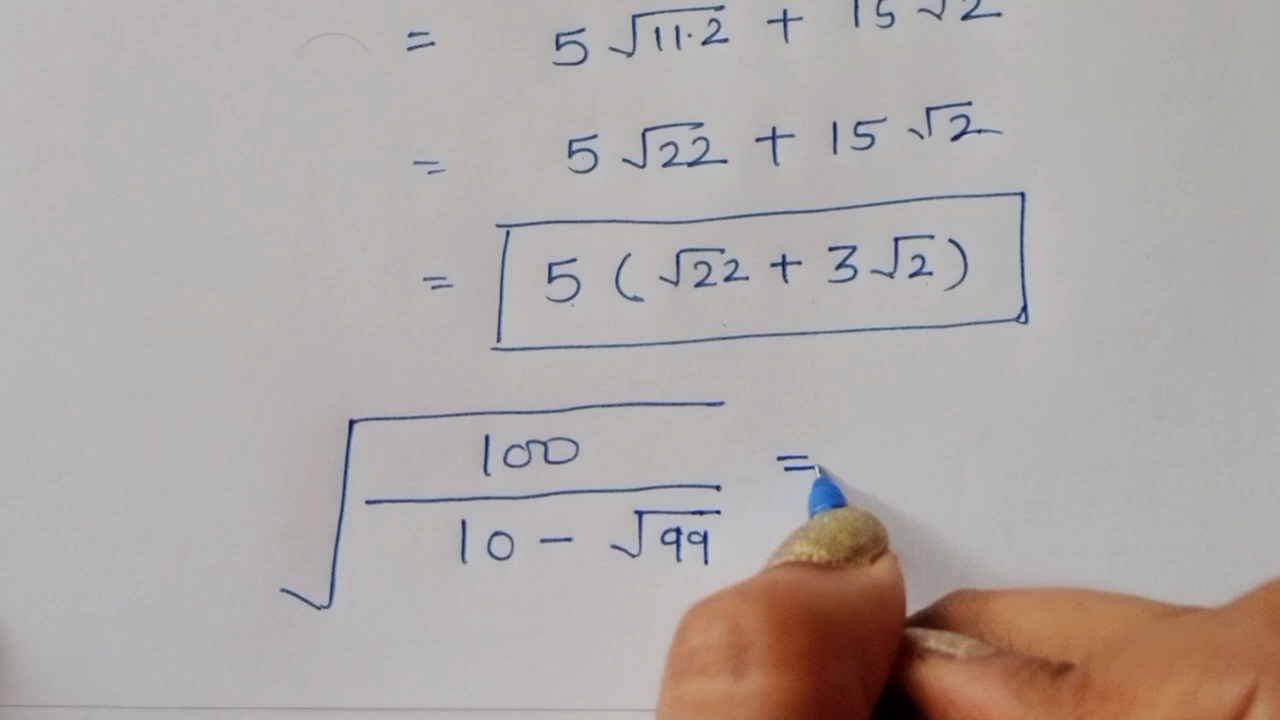 = 5 √11·2 + 15 √2
= 5 √22 + 15 √2
= 5 ( √22 + 3 √2 )
√(100 / (10 - √99)) =